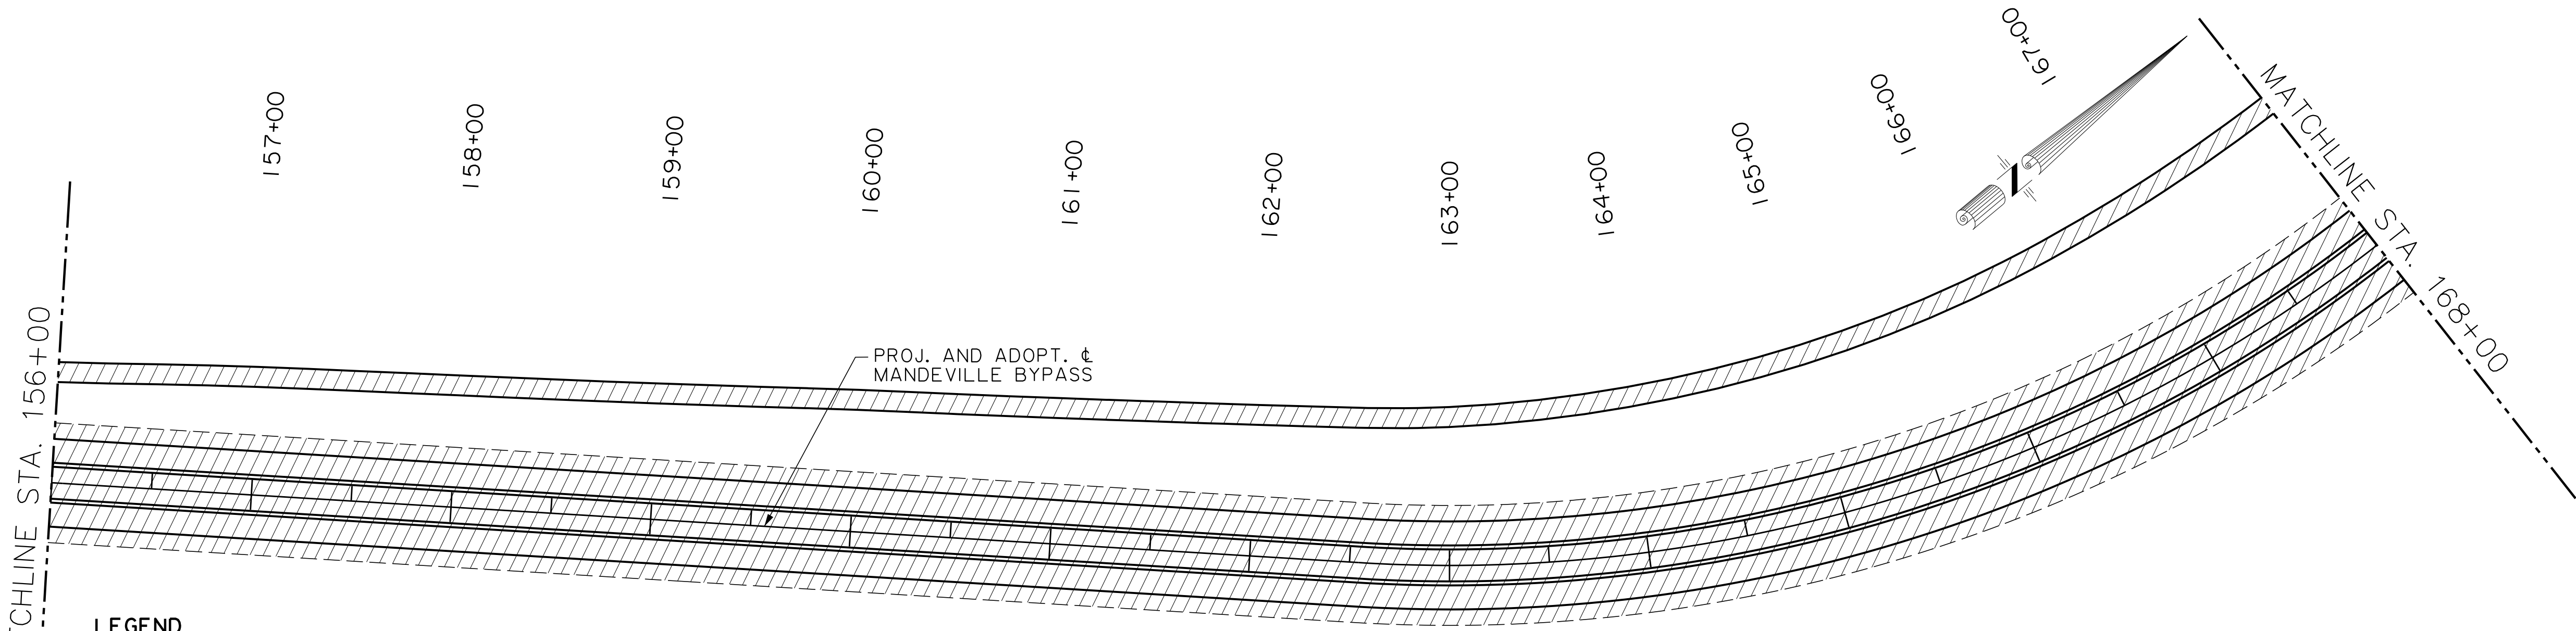 157+00
158+00
159+00
160+00
161+00
162+00
163+00
164+00
165+00
166+00
167+00
MATCHLINE STA. 168+00
TCHLINE STA. 156+00
PROJ. AND ADOPT. ℄
MANDEVILLE BYPASS
LEGEND